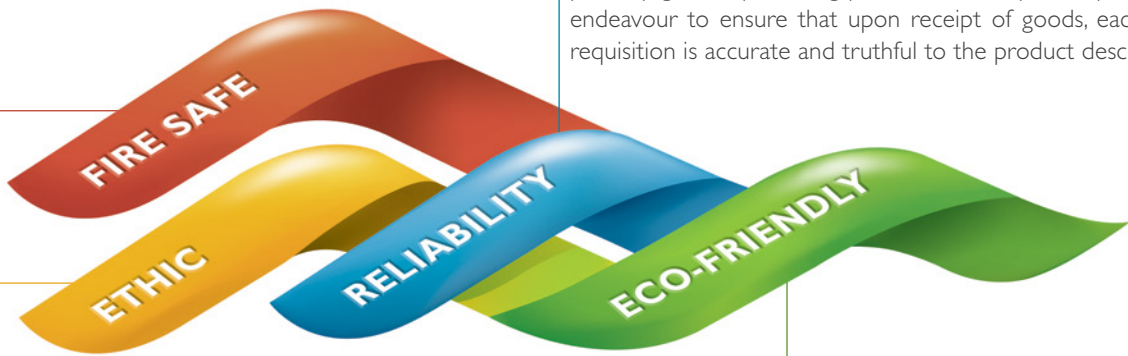 endeavour to ensure that upon receipt of goods,
requisition is accurate and truthful to the product
FIRE SAFE
ETHIC
RELIABILITY
ECO-FRIENDLY